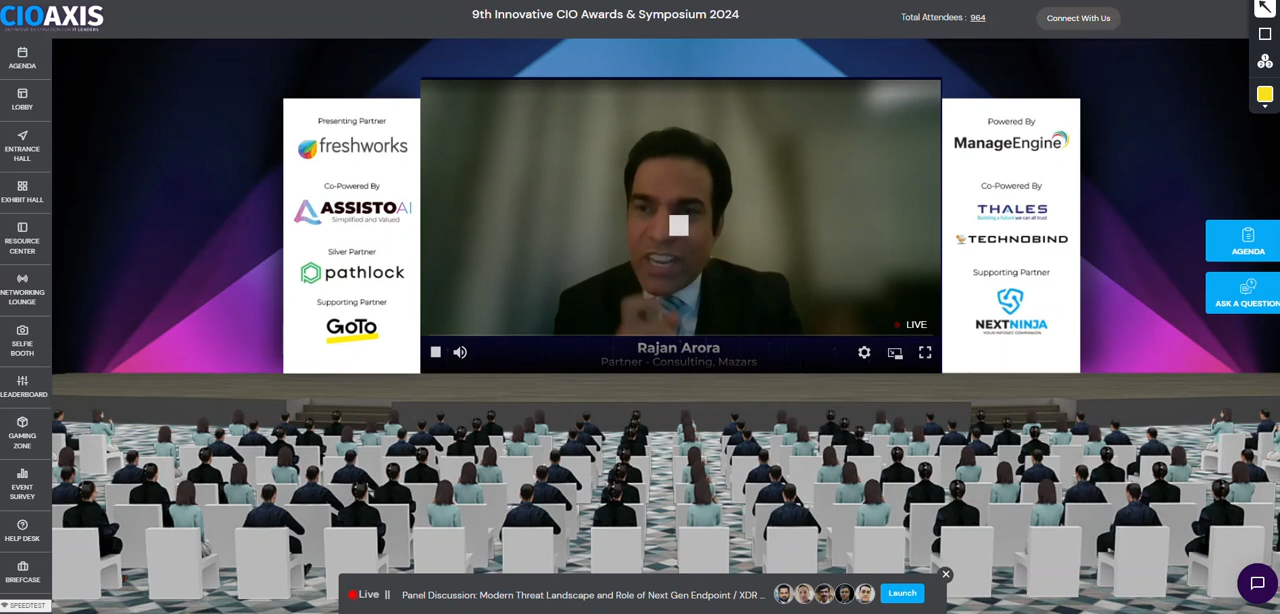 CIOAXIS
9th Innovative CIO Awards & Symposium 2024
Total Attendees : 964
Connect With Us
AGENDA
LOBBY
ENTRANCE
HALL
EXHIBIT HALL
RESOURCE
CENTER
NETWORKING
LOUNGE
SELFIE
BOOTH
LEADERBOARD
GAMING
ZONE
EVENT
SURVEY
HELP DESK
BRIEFCASE
SPEEDTEST
Presenting Partner
freshworks
Co-Powered By
ASSISTOAI
Simplified and Valued
Silver Partner
pathlock
Supporting Partner
GoTo
LIVE
Rajan Arora
Partner - Consulting, Mazars
Powered By
ManageEngine
Co-Powered By
THALES
Building a future we can all trust
TECHNOBIND
Supporting Partner
NEXTNINJA
YOUR INFOSEC COMPANION
AGENDA
ASK A QUESTION
Live ||
Panel Discussion: Modern Threat Landscape and Role of Next Gen Endpoint / XDR ...
Launch